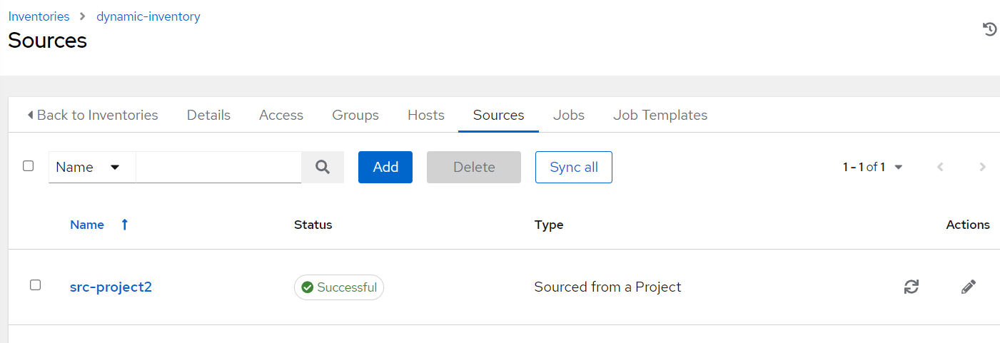 Inventories > dynamic-inventory
Sources
Back to Inventories Details Access Groups Hosts Sources Jobs Job Templates
Name Add Delete Sync all 1 - 1 of 1
Name Status Type Actions
src-project2 Successful Sourced from a Project